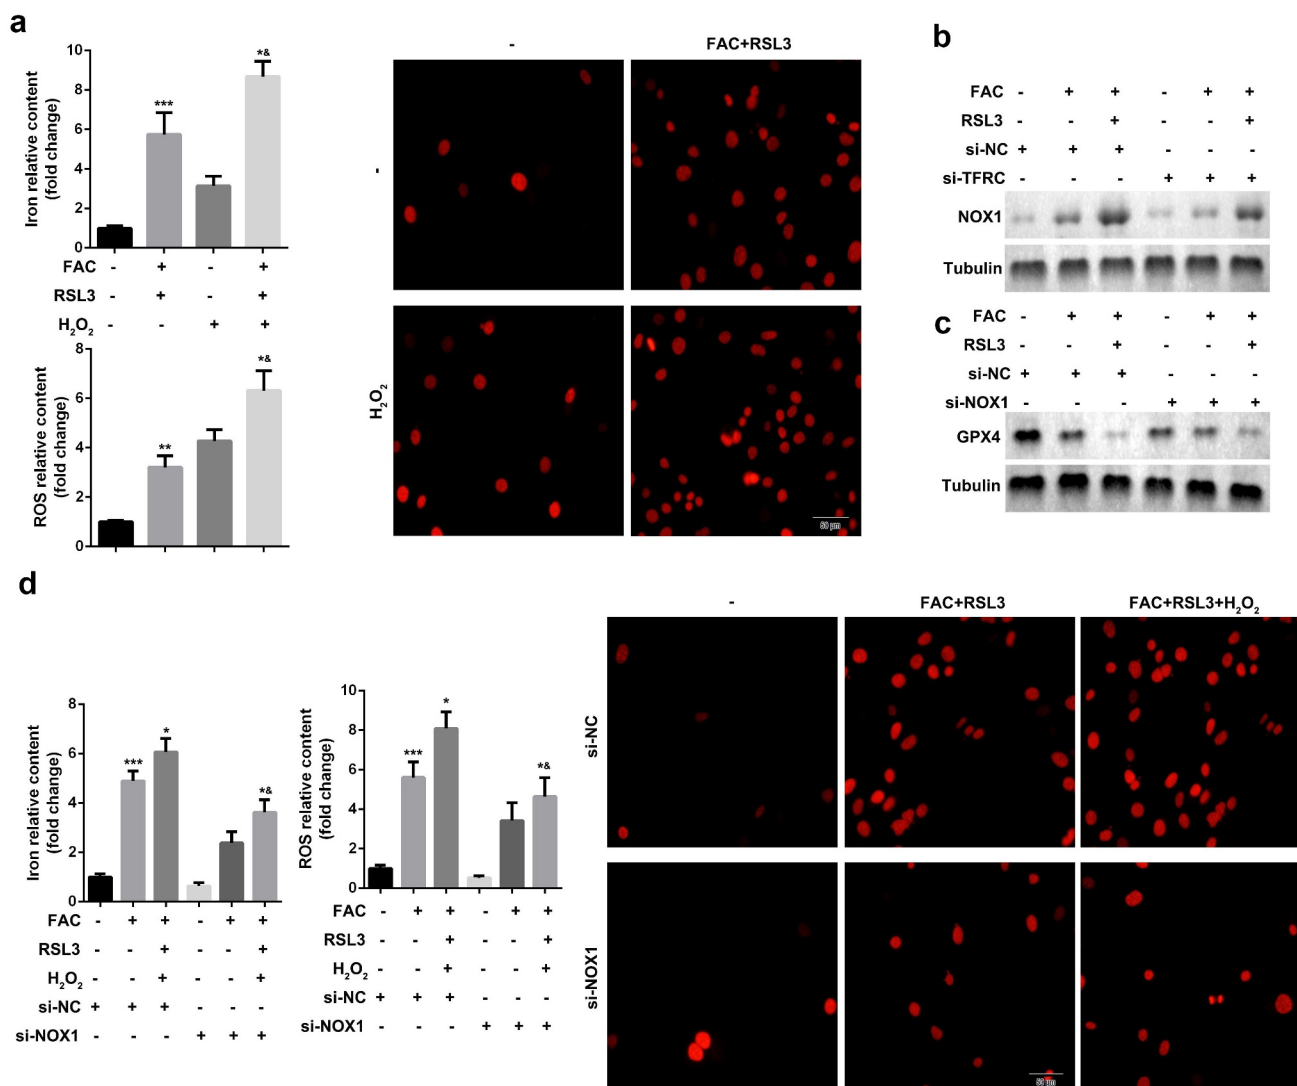 a
Iron relative content
(fold change)
10
8
6
4
2
0
***
*&
FAC - + - +
RSL3 - + - +
H₂O₂ - - + +
ROS relative content
(fold change)
8
6
4
2
0
**
*&
- FAC+RSL3
-
H₂O₂
50 μm
b
FAC - + + - + +
RSL3 - - + - - +
si-NC + + + - - -
si-TFRC - - - + + +
NOX1
Tubulin
c
FAC - + + - + +
RSL3 - - + - - +
si-NC + + + - - -
si-NOX1 - - - + + +
GPX4
Tubulin
d
Iron relative content
(fold change)
8
6
4
2
0
***
*
*&
FAC - + + - + +
RSL3 - - + - - +
H₂O₂ - - + - - +
si-NC + + + - - -
si-NOX1 - - - + + +
ROS relative content
(fold change)
10
8
6
4
2
0
***
*
*&
FAC - + + - + +
RSL3 - - + - - +
H₂O₂ - - + - - +
si-NC + + + - - -
si-NOX1 - - - + + +
- FAC+RSL3 FAC+RSL3+H₂O₂
si-NC
si-NOX1
50 μm